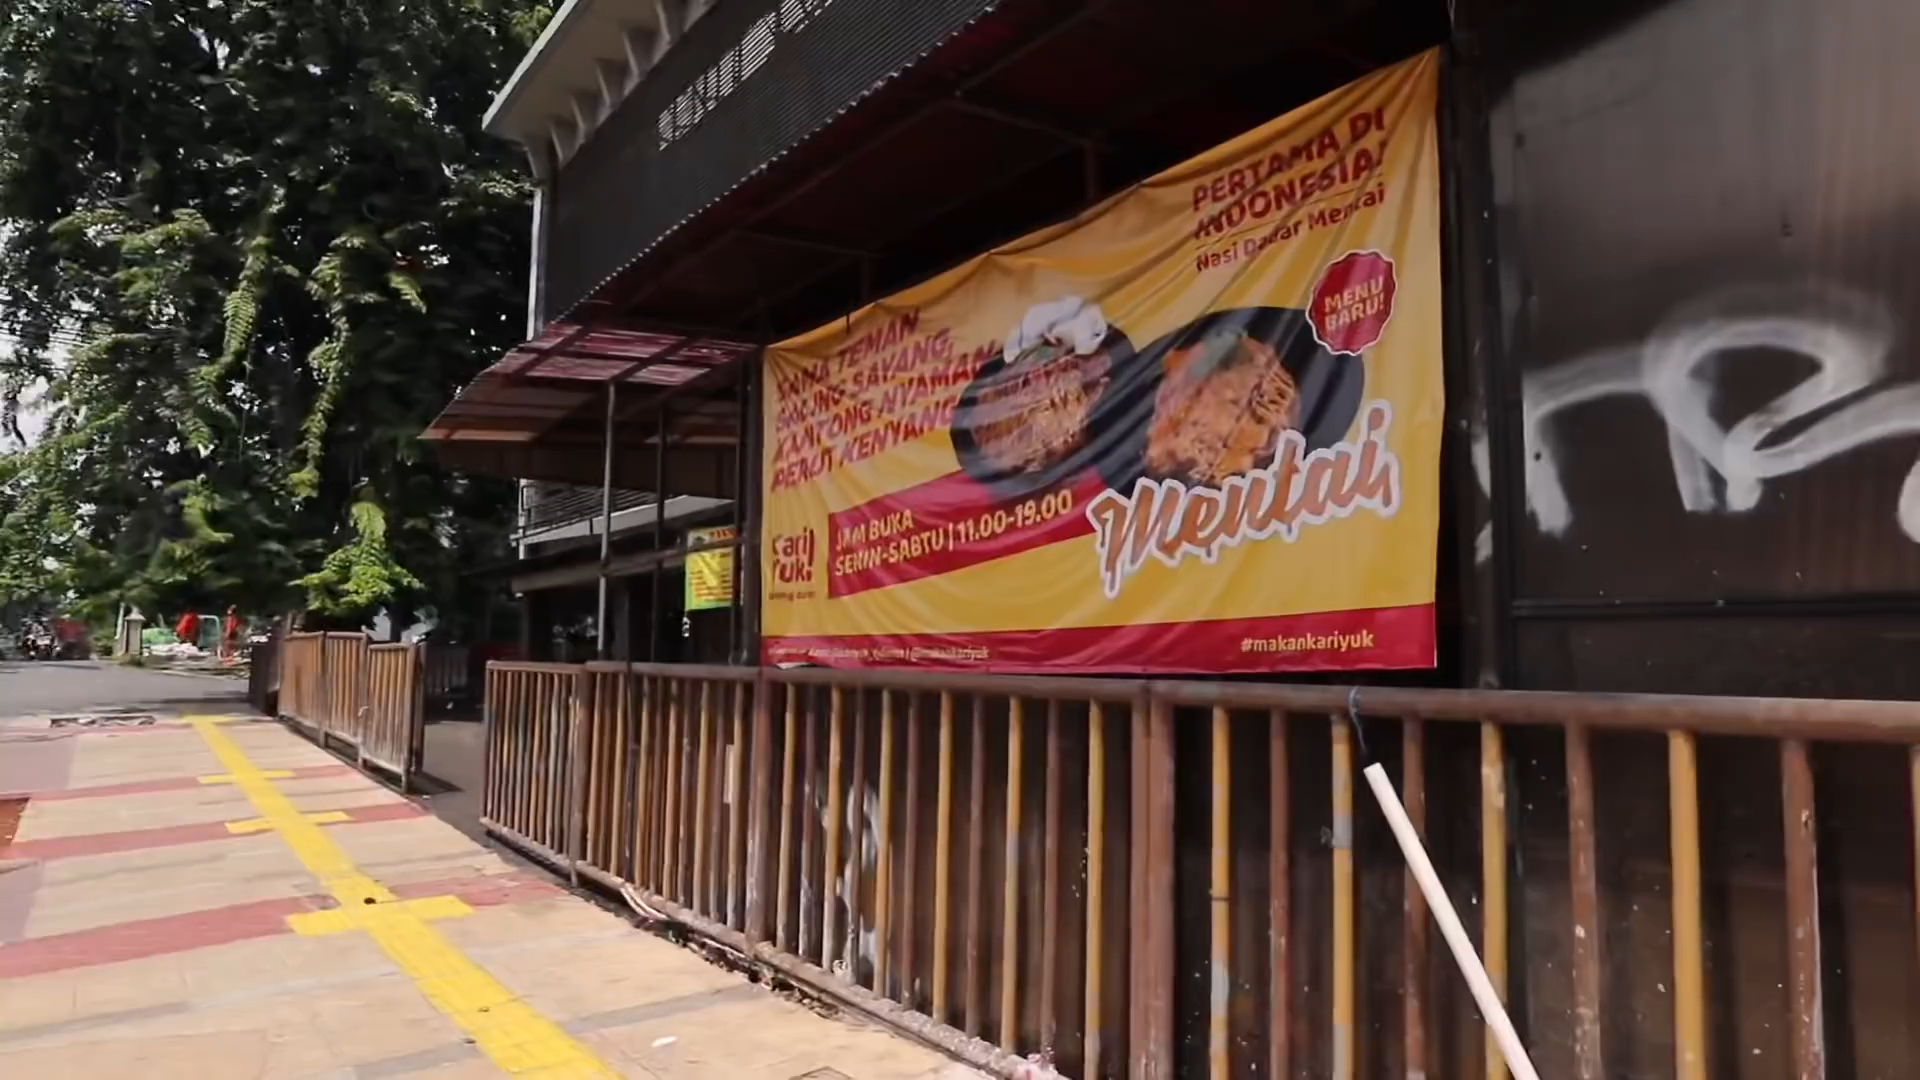 PERTAMA DI
INDONESIA!
Nasi Dadar Mentai
MENU
BARU!
SAMA TEMAN
SAYANG,
KANTONG NYAMAN
PERUT KENYANG
Kari
Yuk!
JAM BUKA
SENIN-SABTU | 11.00-19.00
Mentai
@makankariyuk
#makankariyuk